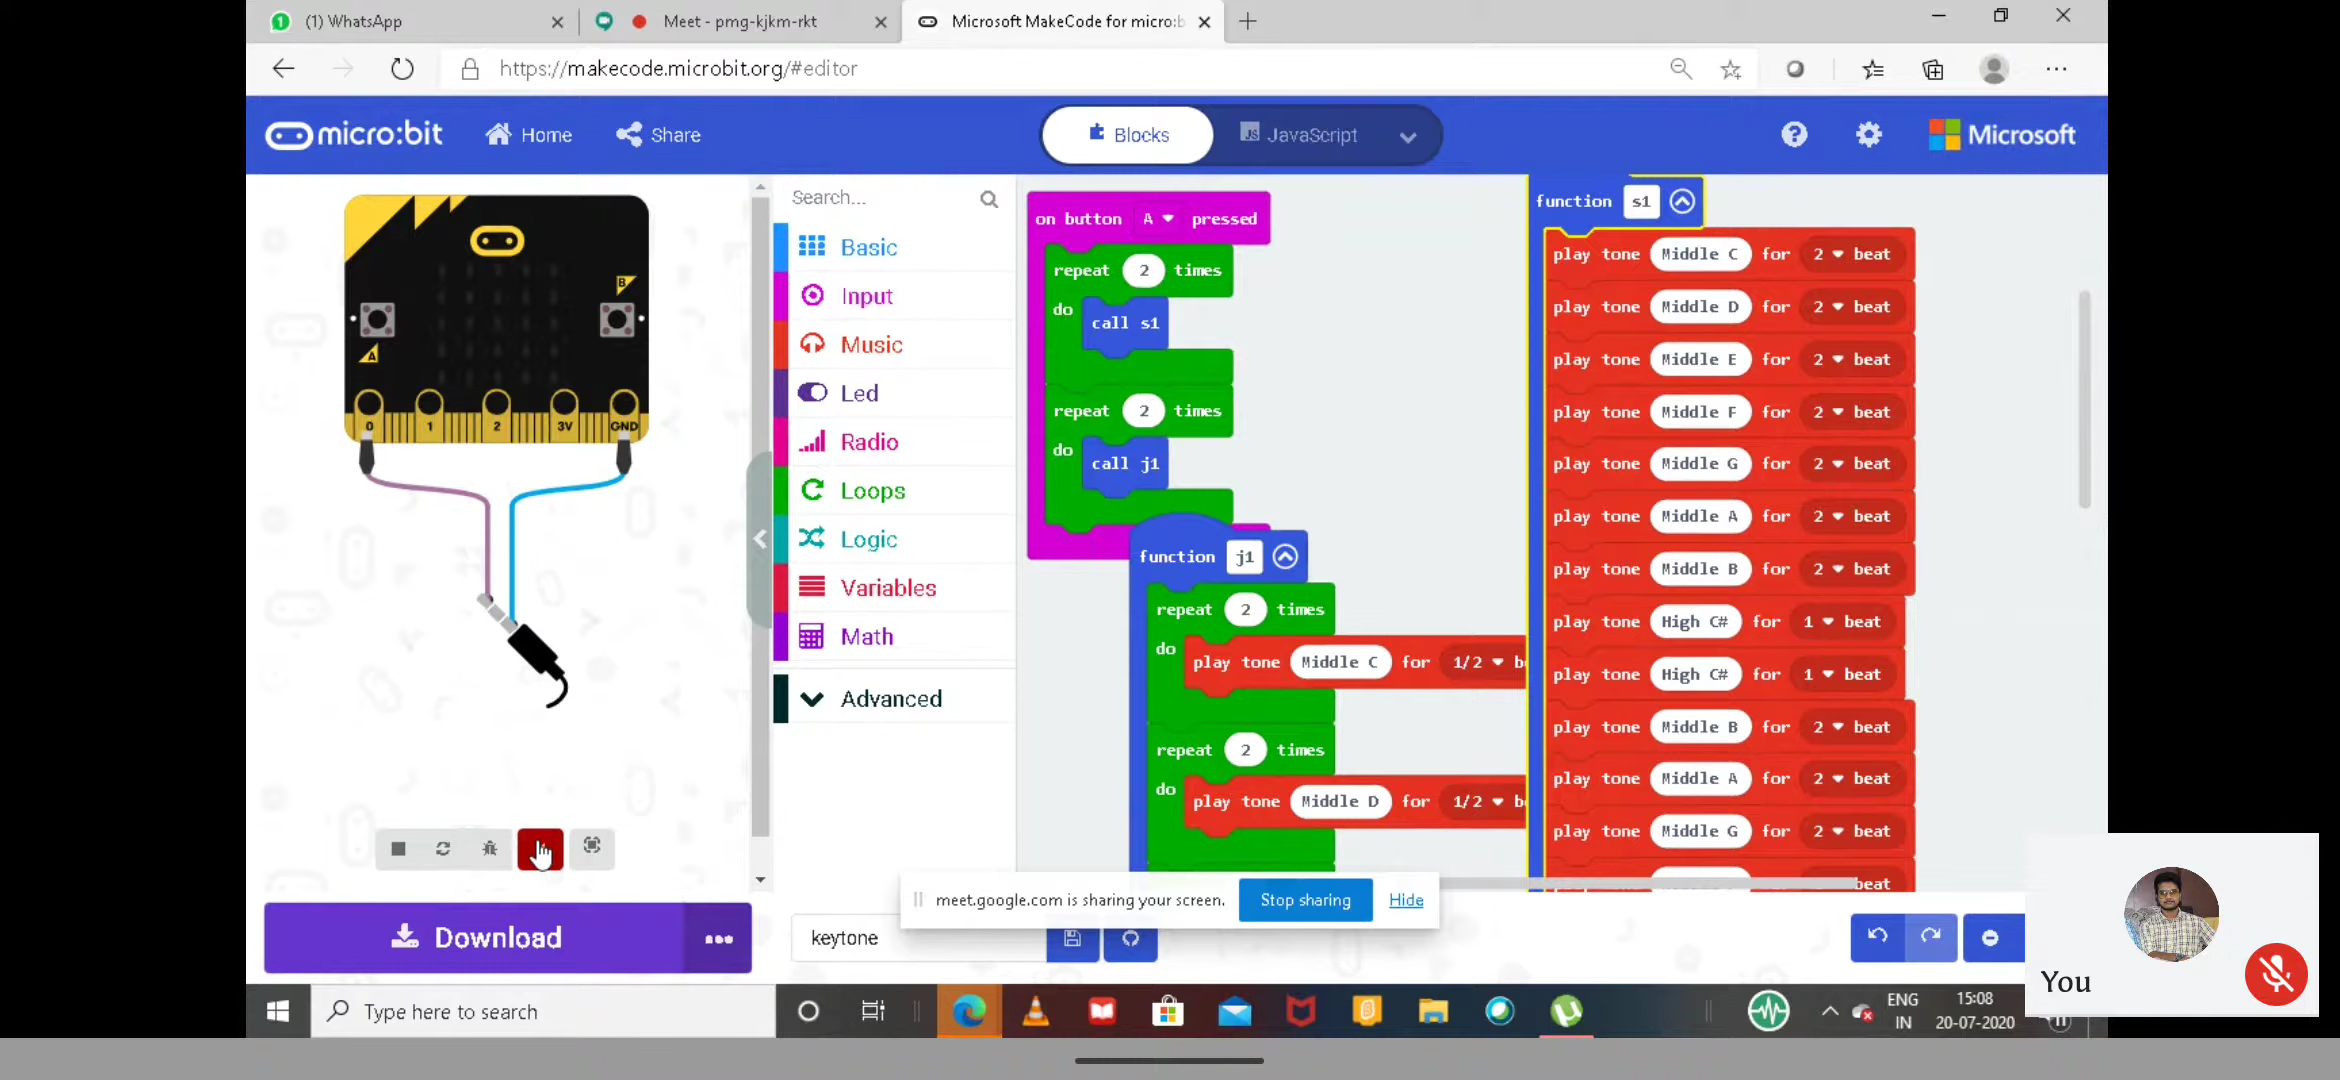 (1) WhatsApp
Meet - pmg-kjkm-rkt
Microsoft MakeCode for micro:b
https://makecode.microbit.org/#editor
micro:bit
Home
Share
Blocks
JS
JavaScript
Microsoft
B
A
0
1
2
3V
GND
Search...
Basic
Input
Music
Led
Radio
Loops
Logic
Variables
Math
Advanced
on button A pressed
repeat 2 times
do call s1
repeat 2 times
do call j1
function j1
repeat 2 times
do play tone Middle C for 1/2 b
repeat 2 times
do play tone Middle D for 1/2 b
function s1
play tone Middle C for 2 beat
play tone Middle D for 2 beat
play tone Middle E for 2 beat
play tone Middle F for 2 beat
play tone Middle G for 2 beat
play tone Middle A for 2 beat
play tone Middle B for 2 beat
play tone High C# for 1 beat
play tone High C# for 1 beat
play tone Middle B for 2 beat
play tone Middle A for 2 beat
play tone Middle G for 2 beat
beat
meet.google.com is sharing your screen.
Stop sharing
Hide
Download
keytone
You
Type here to search
ENG
IN
15:08
20-07-2020